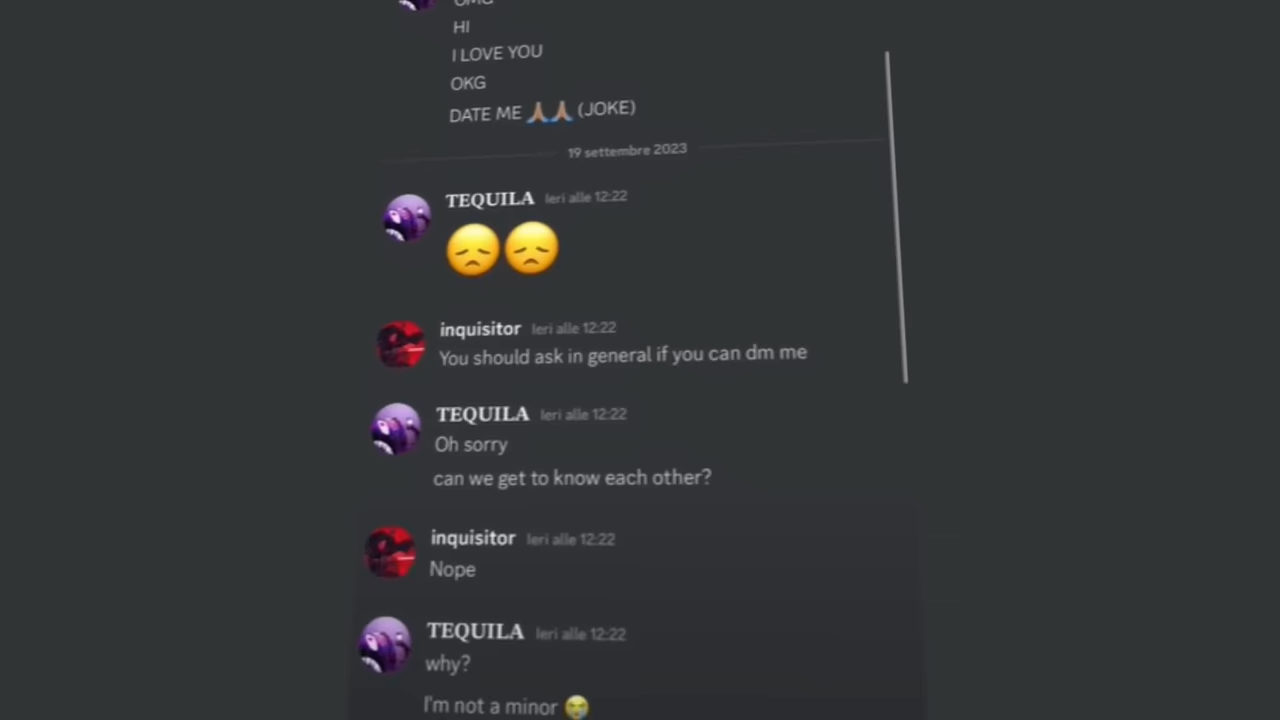 OMG
HI
I LOVE YOU
OKG
DATE ME 🙏🏽🙏🏽 (JOKE)
19 settembre 2023
TEQUILA Ieri alle 12:22
😞😞
inquisitor Ieri alle 12:22
You should ask in general if you can dm me
TEQUILA Ieri alle 12:22
Oh sorry
can we get to know each other?
inquisitor Ieri alle 12:22
Nope
TEQUILA Ieri alle 12:22
why?
I'm not a minor 😭